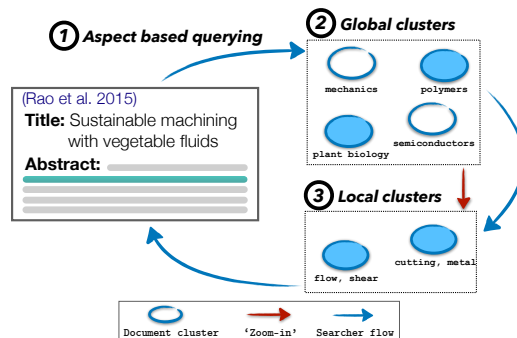 1 Aspect based querying
2 Global clusters
mechanics
polymers
plant biology
semiconductors
(Rao et al. 2015)
Title: Sustainable machining
with vegetable fluids
Abstract:
3 Local clusters
flow, shear
cutting, metal
Document cluster
'Zoom-in'
Searcher flow